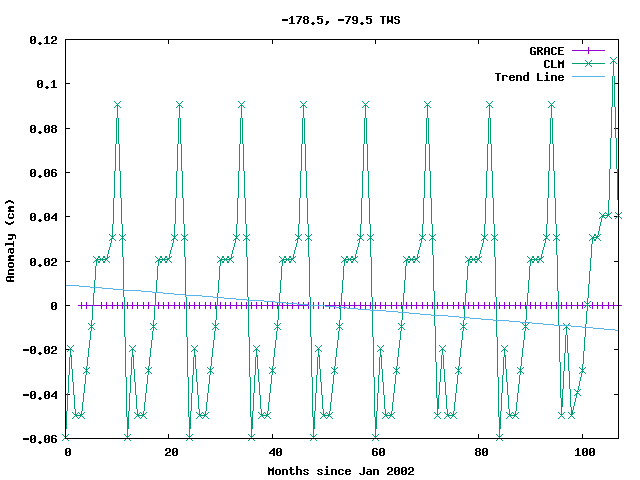 -178.5, -79.5 TWS
0.12
0.1
0.08
0.06
0.04
0.02
0
-0.02
-0.04
-0.06
Anomaly (cm)
GRACE
CLM
Trend Line
0 20 40 60 80 100
Months since Jan 2002